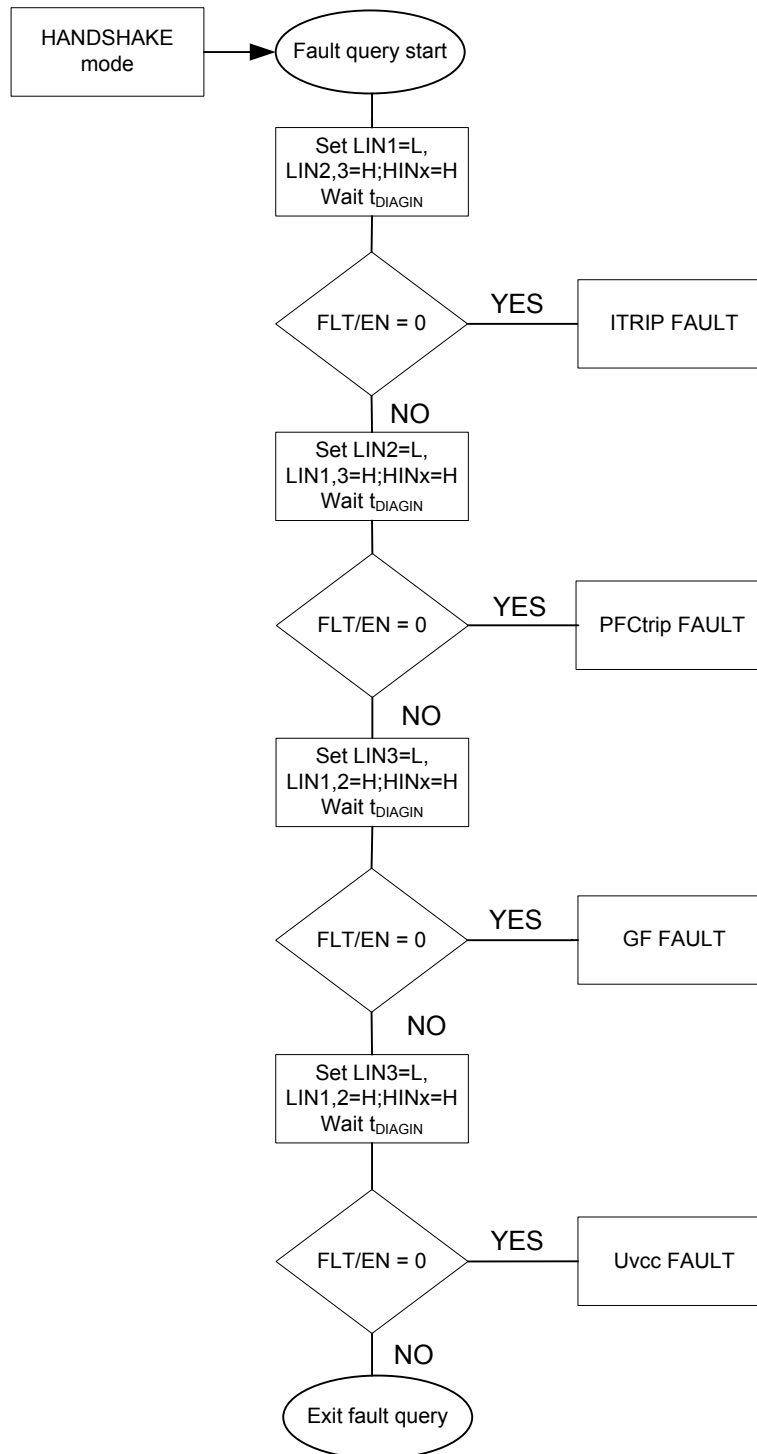 HANDSHAKE
mode
Fault query start
Set LIN1=L,
LIN2,3=H;HINx=H
Wait tDIAGIN
FLT/EN = 0
YES
ITRIP FAULT
NO
Set LIN2=L,
LIN1,3=H;HINx=H
Wait tDIAGIN
FLT/EN = 0
YES
PFCtrip FAULT
NO
Set LIN3=L,
LIN1,2=H;HINx=H
Wait tDIAGIN
FLT/EN = 0
YES
GF FAULT
NO
Set LIN3=L,
LIN1,2=H;HINx=H
Wait tDIAGIN
FLT/EN = 0
YES
Uvcc FAULT
NO
Exit fault query